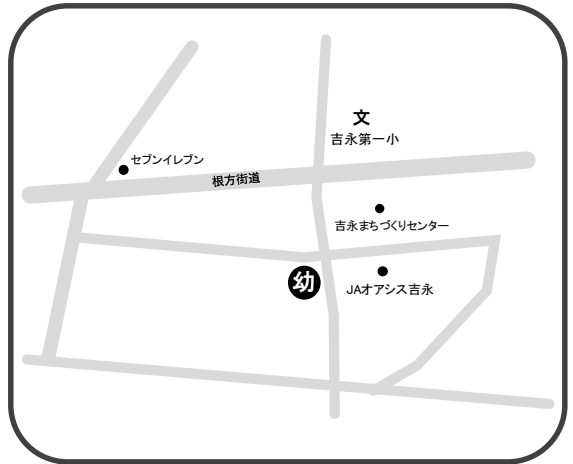 文
吉永第一小
セブンイレブン
根方街道
吉永まちづくりセンター
幼
JAオアシス吉永